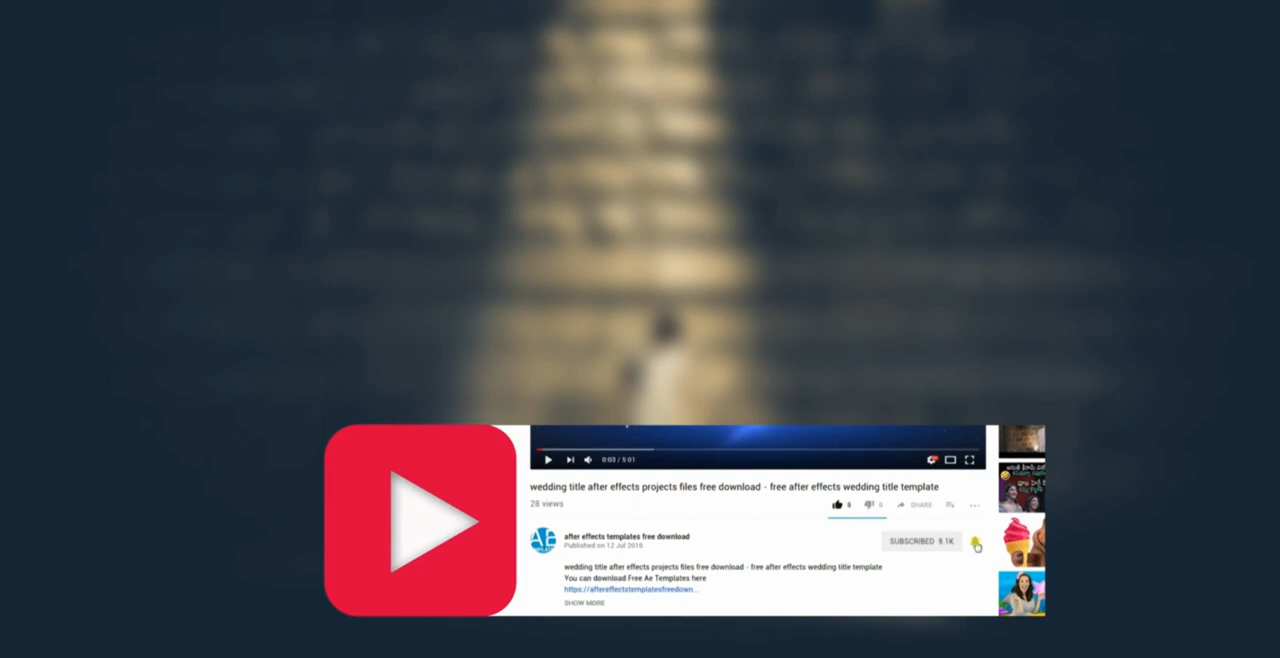 0:03 / 5:01
wedding title after effects projects files free download - free after effects wedding title template
28 views
5 0 SHARE
after effects templates free download
Published on 12 Jul 2016
SUBSCRIBED 9.1K
wedding title after effects projects files free download - free after effects wedding title template
You can download Free Ae Templates here
https://aftereffectstemplatesfreedown...
SHOW MORE